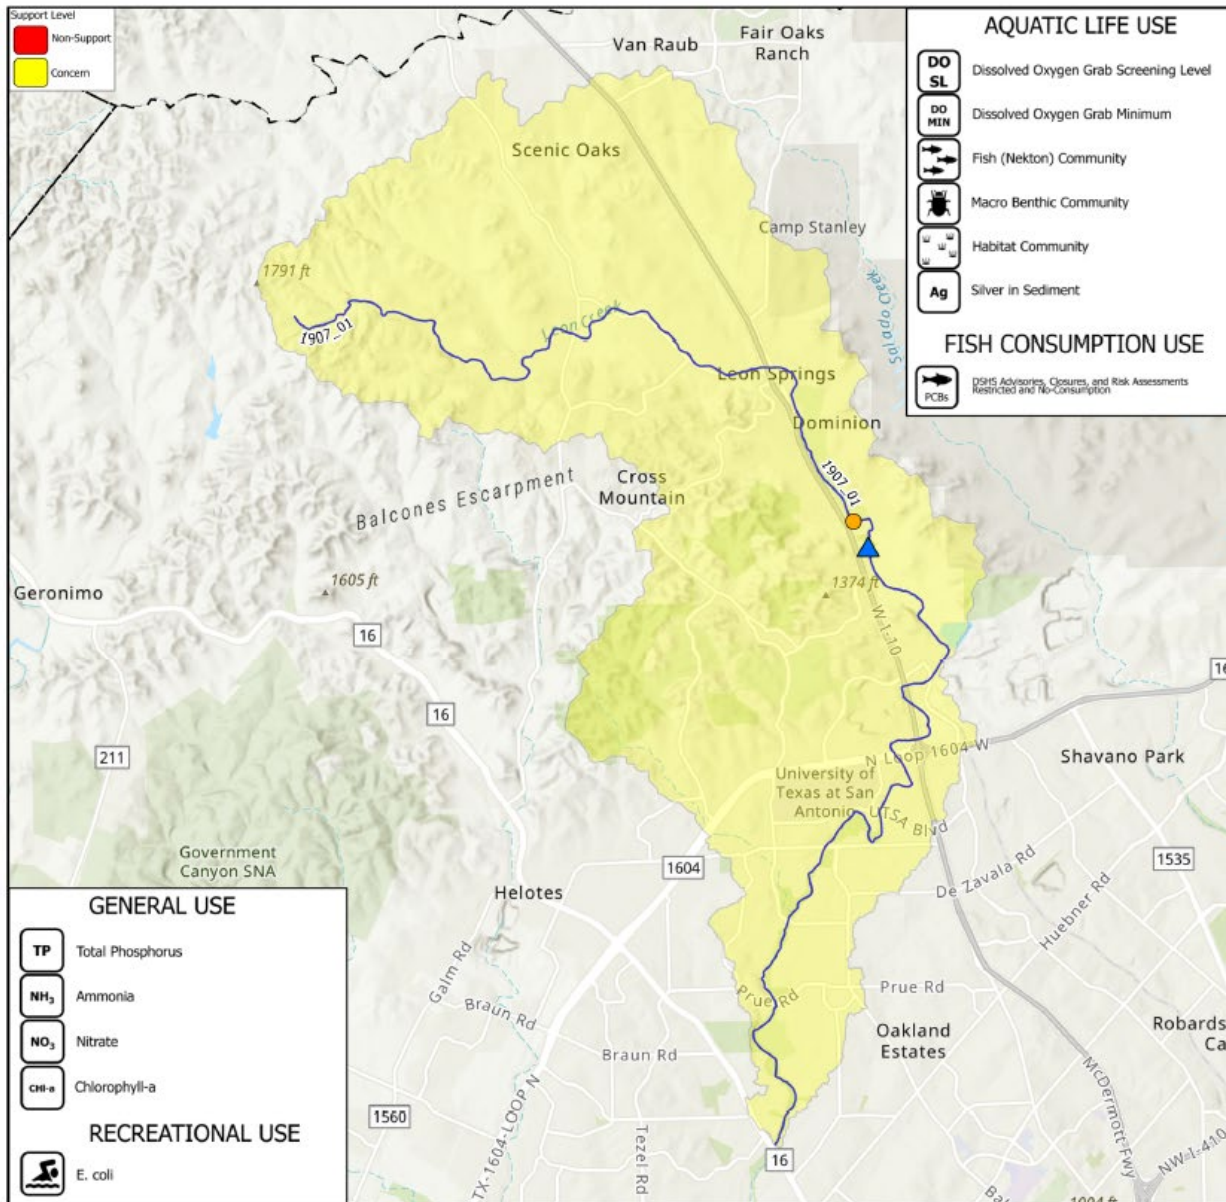 Support Level
Non-Support
Concern
AQUATIC LIFE USE
DO
SL
Dissolved Oxygen Grab Screening Level
DO
MIN
Dissolved Oxygen Grab Minimum
Fish (Nekton) Community
Macro Benthic Community
Habitat Community
Ag
Silver in Sediment
FISH CONSUMPTION USE
PCBs
DSHS Advisories, Closures, and Risk Assessments
Restricted and No-Consumption
Van Raub
Fair Oaks
Ranch
Scenic Oaks
Camp Stanley
1791 ft
Salado Creek
1907_01
Leon Creek
Leon Springs
Dominion
Cross
Mountain
1907_01
Balcones Escarpment
1605 ft
1374 ft
Geronimo
16
W-I-10
16
16
211
N Loop 1604 W
Shavano Park
University of
Texas at San
Antonio
UTSA Blvd
Government
Canyon SNA
1604
1535
De Zavala Rd
Helotes
Huebner Rd
GENERAL USE
TP
Total Phosphorus
NH3
Ammonia
NO3
Nitrate
CHl-a
Chlorophyll-a
RECREATIONAL USE
E. coli
Galm Rd
Braun Rd
Prue Rd
Prue Rd
Oakland
Estates
Robards
Ca
Braun Rd
1560
TX-1604-LOOP N
Tezel Rd
16
McDermott Fwy
NW-I-410
1004 ft